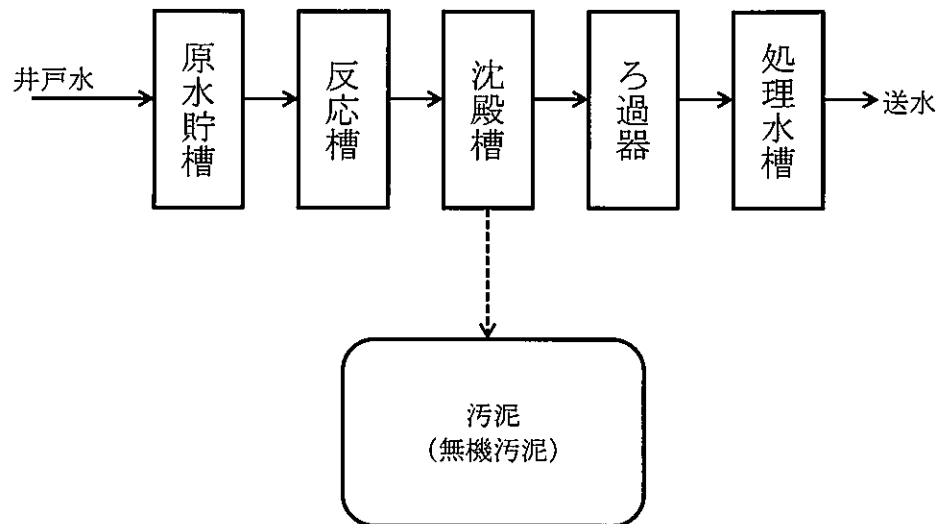 井戸水
原水貯槽
反応槽
沈殿槽
ろ過器
処理水槽
送水
汚泥
(無機汚泥)